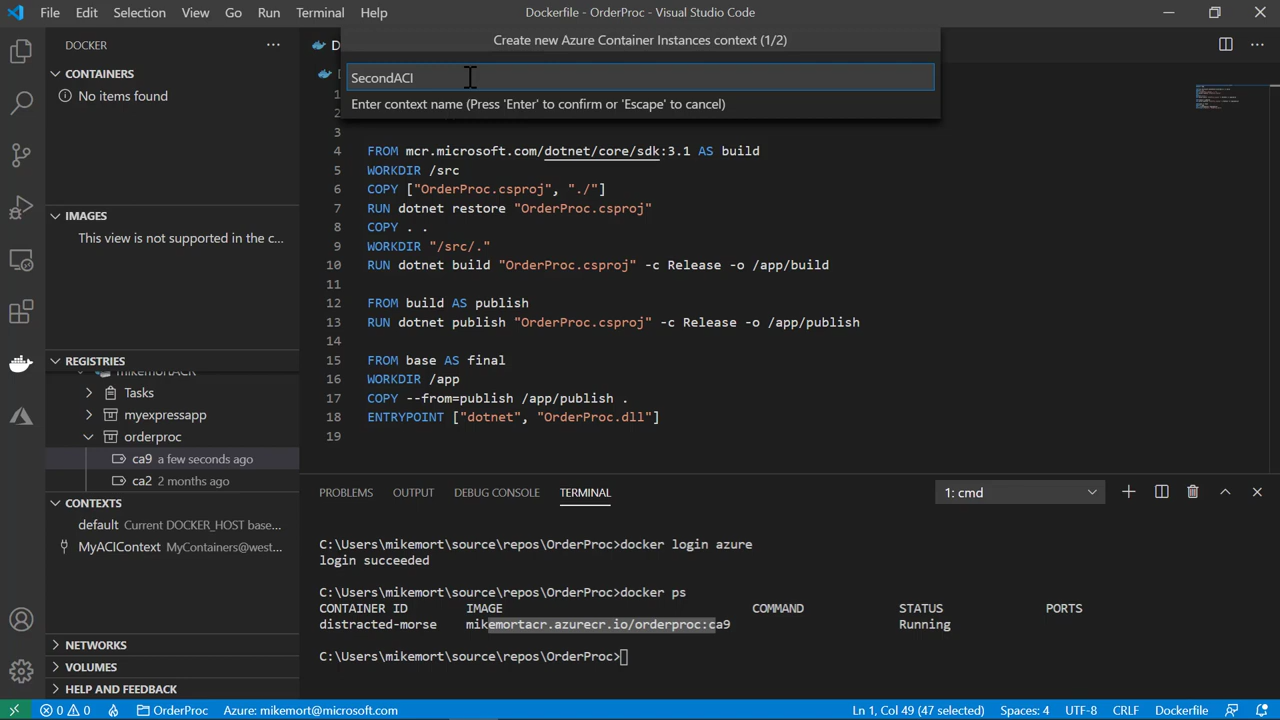 File Edit Selection View Go Run Terminal Help
Dockerfile - OrderProc - Visual Studio Code
DOCKER
Create new Azure Container Instances context (1/2)
SecondACI
Enter context name (Press 'Enter' to confirm or 'Escape' to cancel)
CONTAINERS
No items found
IMAGES
This view is not supported in the c...
REGISTRIES
mikemortACR
Tasks
myexpressapp
orderproc
ca9 a few seconds ago
ca2 2 months ago
CONTEXTS
default Current DOCKER_HOST base...
MyACIContext MyContainers@west...
NETWORKS
VOLUMES
HELP AND FEEDBACK
D
1
2
3
4 FROM mcr.microsoft.com/dotnet/core/sdk:3.1 AS build
5 WORKDIR /src
6 COPY ["OrderProc.csproj", "./"]
7 RUN dotnet restore "OrderProc.csproj"
8 COPY . .
9 WORKDIR "/src/."
10 RUN dotnet build "OrderProc.csproj" -c Release -o /app/build
11
12 FROM build AS publish
13 RUN dotnet publish "OrderProc.csproj" -c Release -o /app/publish
14
15 FROM base AS final
16 WORKDIR /app
17 COPY --from=publish /app/publish .
18 ENTRYPOINT ["dotnet", "OrderProc.dll"]
19
PROBLEMS OUTPUT DEBUG CONSOLE TERMINAL 1: cmd
C:\Users\mikemort\source\repos\OrderProc>docker login azure
login succeeded
C:\Users\mikemort\source\repos\OrderProc>docker ps
CONTAINER ID IMAGE COMMAND STATUS PORTS
distracted-morse mikemortacr.azurecr.io/orderproc:ca9 Running
C:\Users\mikemort\source\repos\OrderProc>
0 0 OrderProc Azure: mikemort@microsoft.com Ln 1, Col 49 (47 selected) Spaces: 4 UTF-8 CRLF Dockerfile